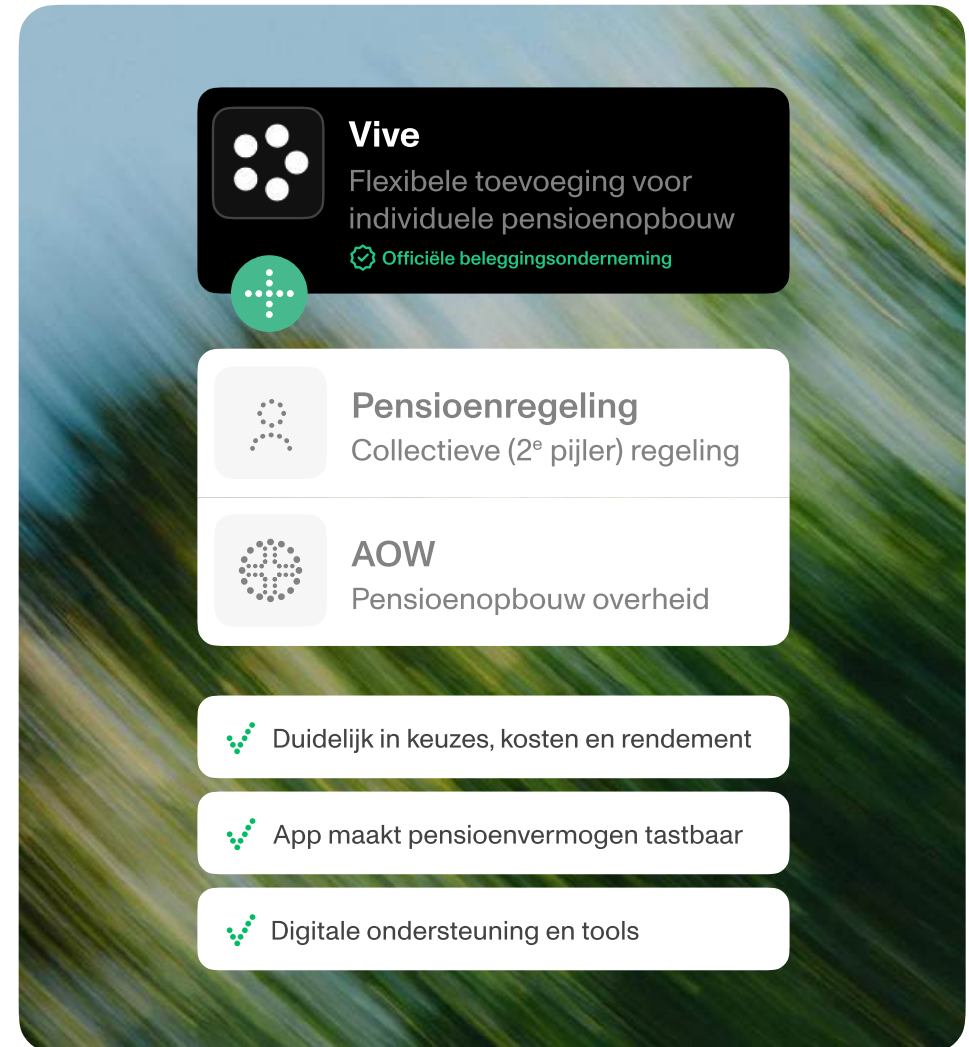 Vive
Flexibele toevoeging voor
individuele pensioenopbouw
Officiële beleggingsonderneming
Pensioenregeling
Collectieve (2ᵉ pijler) regeling
AOW
Pensioenopbouw overheid
Duidelijk in keuzes, kosten en rendement
App maakt pensioenvermogen tastbaar
Digitale ondersteuning en tools